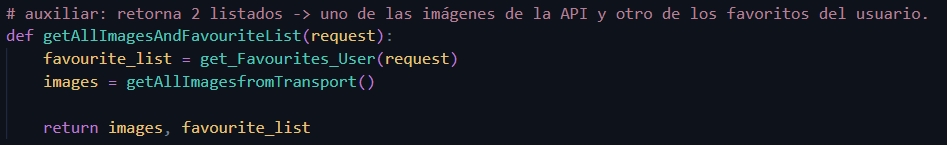 # auxiliar: retorna 2 listados -> uno de las imágenes de la API y otro de los favoritos del usuario.
def getAllImagesAndFavouriteList(request):
    favourite_list = get_Favourites_User(request)
    images = getAllImagesfromTransport()

    return images, favourite_list